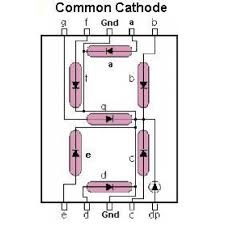 Common Cathode
g f Gnd a b
a
f b
g
e c
d
e d Gnd c dp